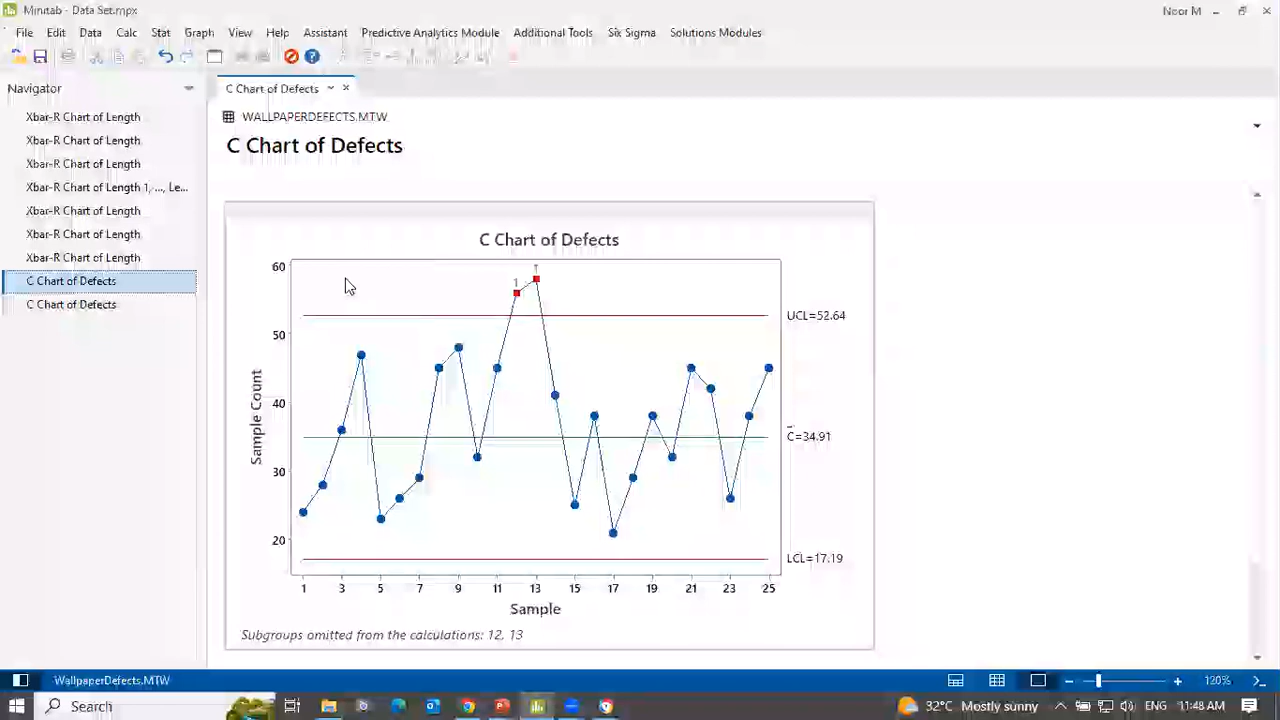 Minitab - Data Set.mpx
Noor M
File Edit Data Calc Stat Graph View Help Assistant Predictive Analytics Module Additional Tools Six Sigma Solutions Modules
Navigator
C Chart of Defects
Xbar-R Chart of Length
Xbar-R Chart of Length
Xbar-R Chart of Length
Xbar-R Chart of Length 1, ..., Le...
Xbar-R Chart of Length
Xbar-R Chart of Length
Xbar-R Chart of Length
C Chart of Defects
C Chart of Defects
WALLPAPERDEFECTS.MTW
C Chart of Defects
C Chart of Defects
60
50
40
30
20
Sample Count
1
1
UCL=52.64
C̅=34.91
LCL=17.19
1 3 5 7 9 11 13 15 17 19 21 23 25
Sample
Subgroups omitted from the calculations: 12, 13
WallpaperDefects.MTW
120%
Search
32°C Mostly sunny
ENG
11:48 AM